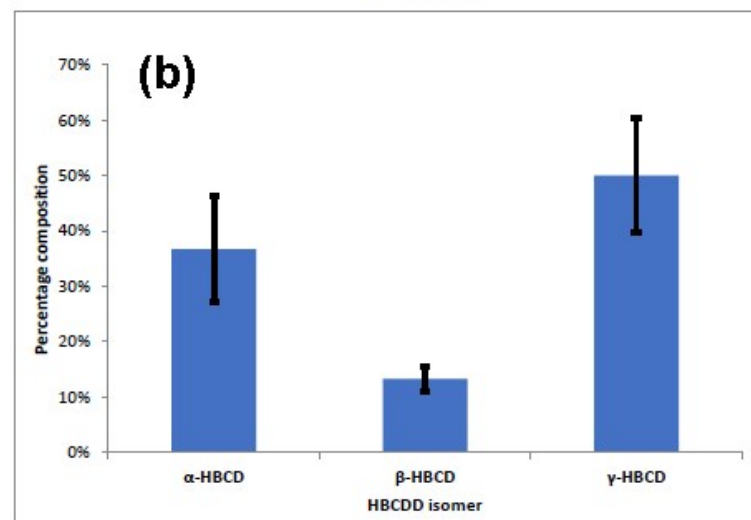 (b)
70%
60%
50%
40%
30%
20%
10%
0%
Percentage composition
α-HBCD β-HBCD γ-HBCD
HBCDD isomer